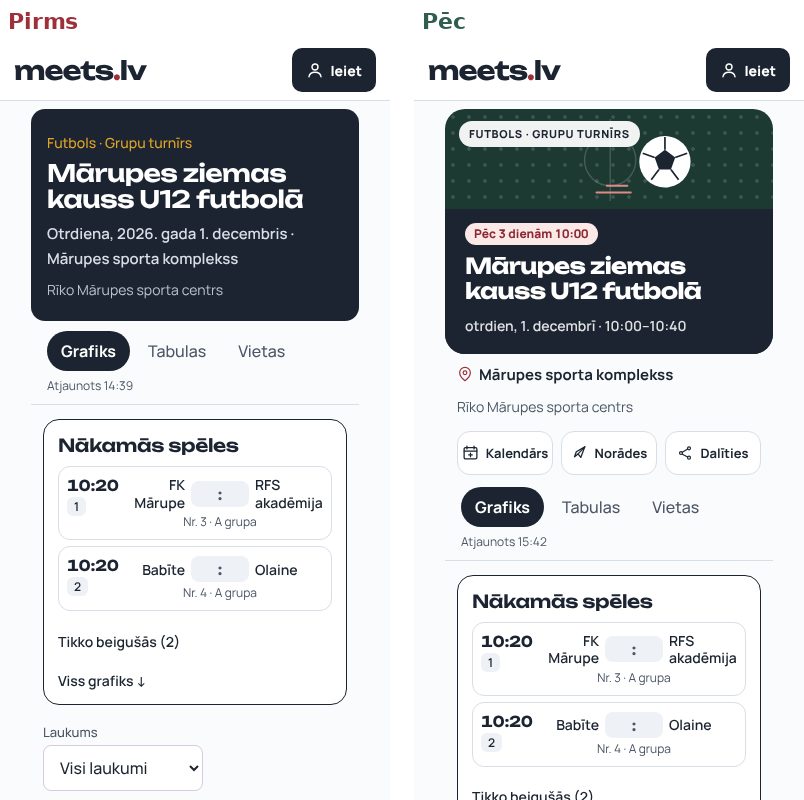 Pirms
meets.lv
Ieiet
Futbols · Grupu turnīrs
Mārupes ziemas
kauss U12 futbolā
Otrdiena, 2026. gada 1. decembris ·
Mārupes sporta komplekss
Rīko Mārupes sporta centrs
Grafiks Tabulas Vietas
Atjaunots 14:39
Nākamās spēles
10:20 FK Mārupe : RFS akadēmija
1
Nr. 3 · A grupa
10:20 Babīte : Olaine
2
Nr. 4 · A grupa
Tikko beigušās (2)
Viss grafiks ↓
Laukums
Visi laukumi
Pēc
meets.lv
Ieiet
FUTBOLS · GRUPU TURNĪRS
Pēc 3 dienām 10:00
Mārupes ziemas
kauss U12 futbolā
otrdien, 1. decembrī · 10:00–10:40
Mārupes sporta komplekss
Rīko Mārupes sporta centrs
Kalendārs Norādes Dalīties
Grafiks Tabulas Vietas
Atjaunots 15:42
Nākamās spēles
10:20 FK Mārupe : RFS akadēmija
1
Nr. 3 · A grupa
10:20 Babīte : Olaine
2
Nr. 4 · A grupa
Tikko beigušās (2)